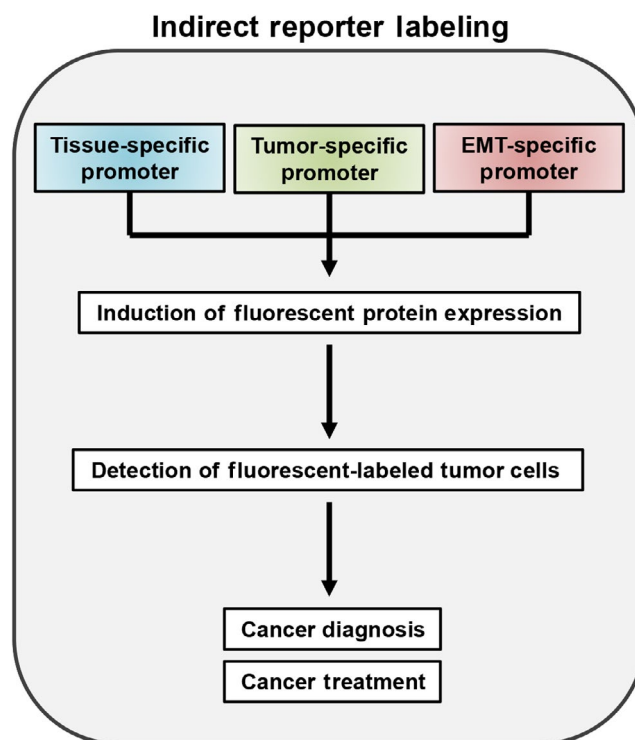 Indirect reporter labeling
Tissue-specific
promoter
Tumor-specific
promoter
EMT-specific
promoter
Induction of fluorescent protein expression
Detection of fluorescent-labeled tumor cells
Cancer diagnosis
Cancer treatment